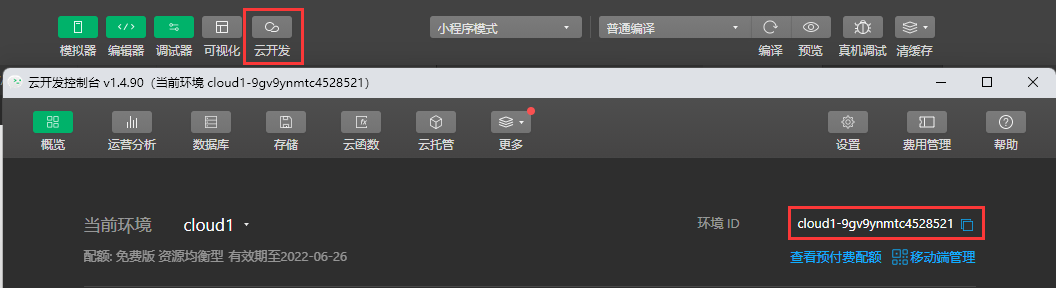 小程序模式 普通编译
模拟器 编辑器 调试器 可视化 云开发 编译 预览 真机调试 清缓存
云开发控制台 v1.4.90（当前环境 cloud1-9gv9ynmtc4528521）
概览 运营分析 数据库 存储 云函数 云托管 更多 设置 费用管理 帮助
当前环境 cloud1 环境 ID cloud1-9gv9ynmtc4528521
配额: 免费版 资源均衡型 有效期至2022-06-26 查看预付费配额 移动端管理